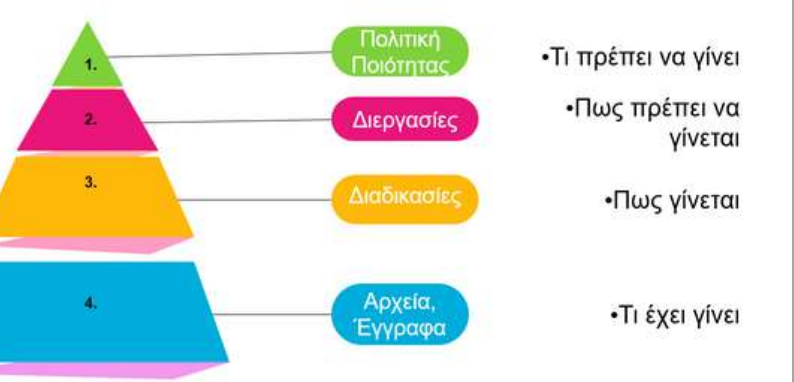 1.
Πολιτική
Ποιότητας
•Τι πρέπει να γίνει
2.
Διεργασίες
•Πως πρέπει να
γίνεται
3.
Διαδικασίες
•Πως γίνεται
4.
Αρχεία,
Έγγραφα
•Τι έχει γίνει